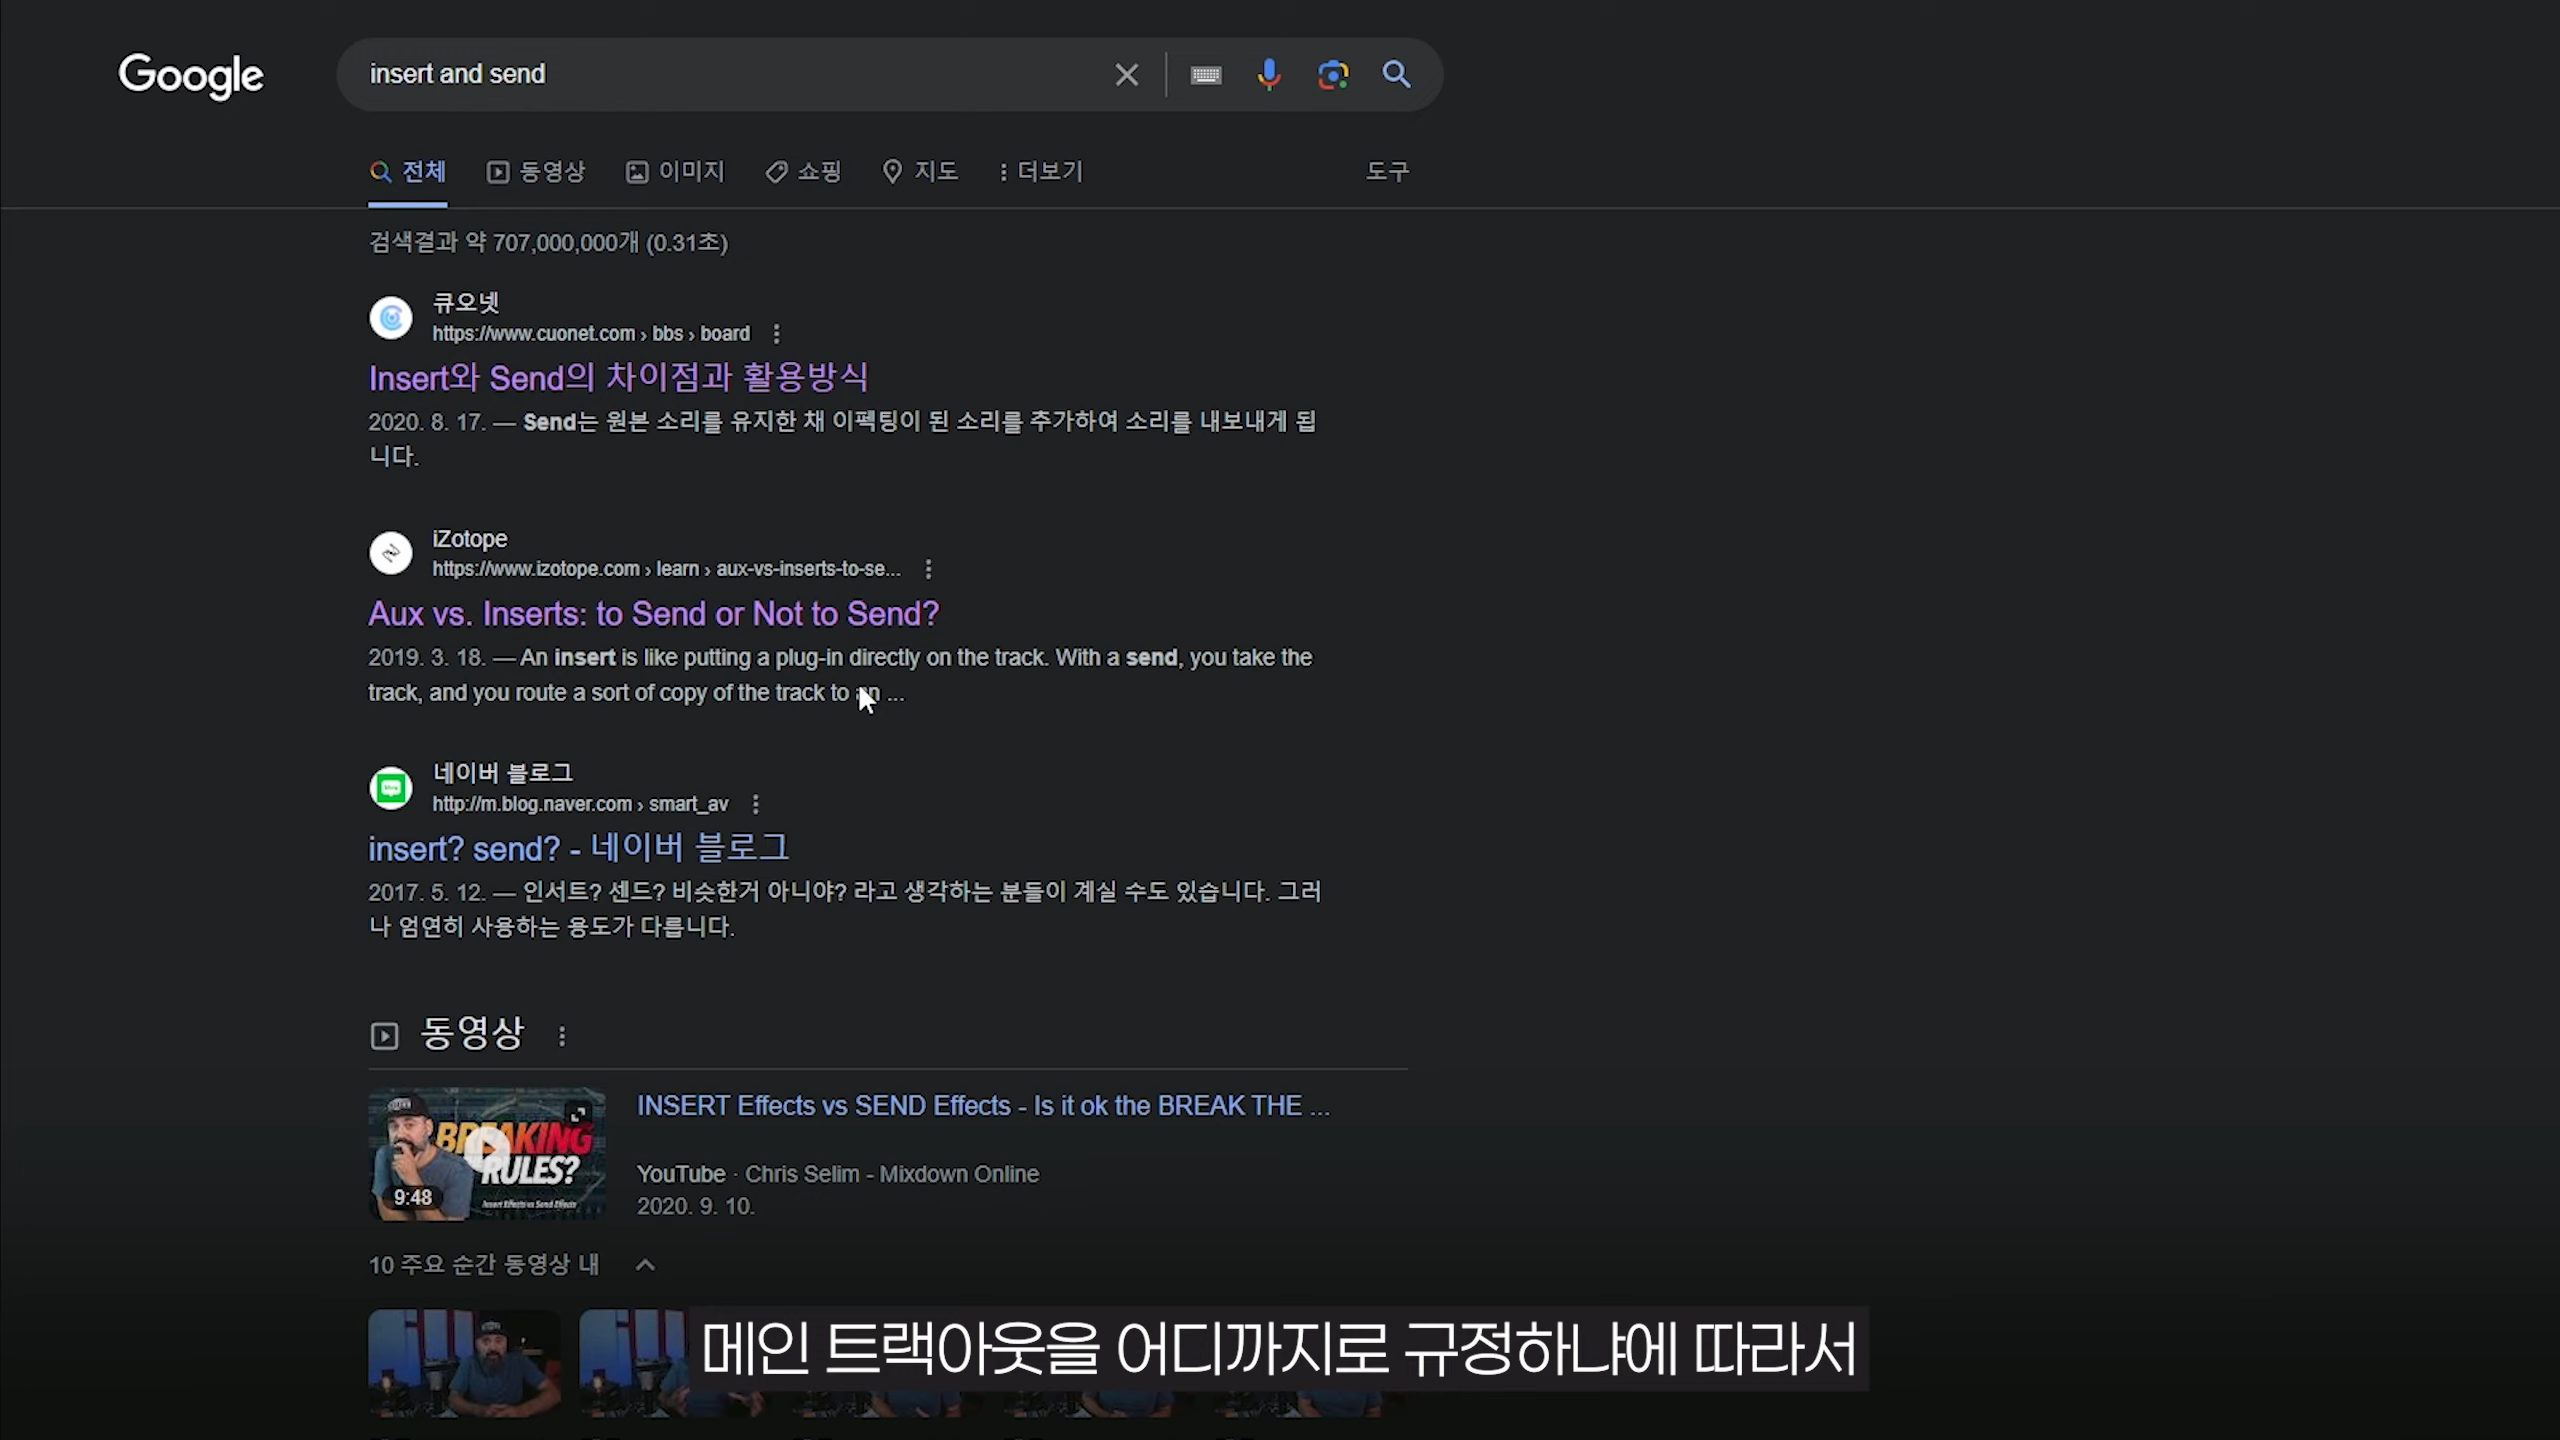 Google
insert and send
전체 동영상 이미지 쇼핑 지도 더보기 도구
검색결과 약 707,000,000개 (0.31초)
큐오넷
https://www.cuonet.com › bbs › board
Insert와 Send의 차이점과 활용방식
2020. 8. 17. — Send는 원본 소리를 유지한 채 이펙팅이 된 소리를 추가하여 소리를 내보내게 됩
니다.
iZotope
https://www.izotope.com › learn › aux-vs-inserts-to-se...
Aux vs. Inserts: to Send or Not to Send?
2019. 3. 18. — An insert is like putting a plug-in directly on the track. With a send, you take the
track, and you route a sort of copy of the track to an ...
네이버 블로그
http://m.blog.naver.com › smart_av
insert? send? - 네이버 블로그
2017. 5. 12. — 인서트? 센드? 비슷한거 아니야? 라고 생각하는 분들이 계실 수도 있습니다. 그러
나 엄연히 사용하는 용도가 다릅니다.
동영상
BREAKING
RULES?
Insert Effects vs Send Effects
9:48
INSERT Effects vs SEND Effects - Is it ok the BREAK THE ...
YouTube · Chris Selim - Mixdown Online
2020. 9. 10.
10 주요 순간 동영상 내
메인 트랙아웃을 어디까지로 규정하냐에 따라서